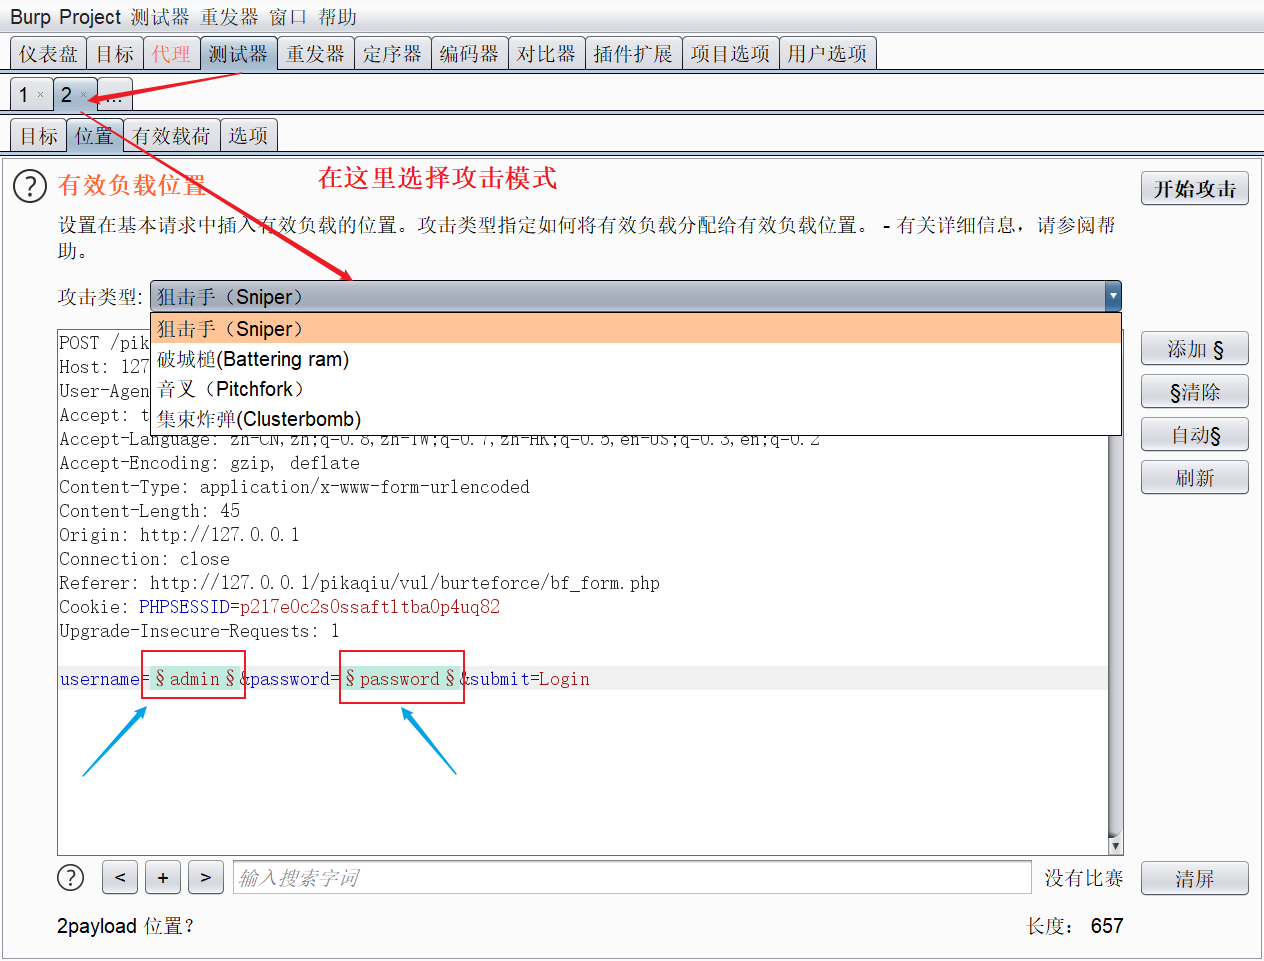 Burp Project 测试器 重发器 窗口 帮助
仪表盘 目标 代理 测试器 重发器 定序器 编码器 对比器 插件扩展 项目选项 用户选项
1 × 2 × ...
目标 位置 有效载荷 选项
在这里选择攻击模式
? 有效负载位置
开始攻击
设置在基本请求中插入有效负载的位置。攻击类型指定如何将有效负载分配给有效负载位置。 - 有关详细信息，请参阅帮
助。
攻击类型: 狙击手（Sniper）
狙击手（Sniper）
破城槌(Battering ram)
音叉（Pitchfork）
集束炸弹(Clusterbomb)
POST /pik
Host: 127
User-Agen
Accept: t
Accept-Language: zh-CN,zh;q=0.8,zh-TW;q=0.7,zh-HK;q=0.5,en-US;q=0.3,en;q=0.2
Accept-Encoding: gzip, deflate
Content-Type: application/x-www-form-urlencoded
Content-Length: 45
Origin: http://127.0.0.1
Connection: close
Referer: http://127.0.0.1/pikaqiu/vul/burteforce/bf_form.php
Cookie: PHPSESSID=p217e0c2s0ssaft1tba0p4uq82
Upgrade-Insecure-Requests: 1
username=§admin§&password=§password§&submit=Login
添加 §
§清除
自动§
刷新
? < + > 输入搜索字词 没有比赛 清屏
2payload 位置? 长度: 657